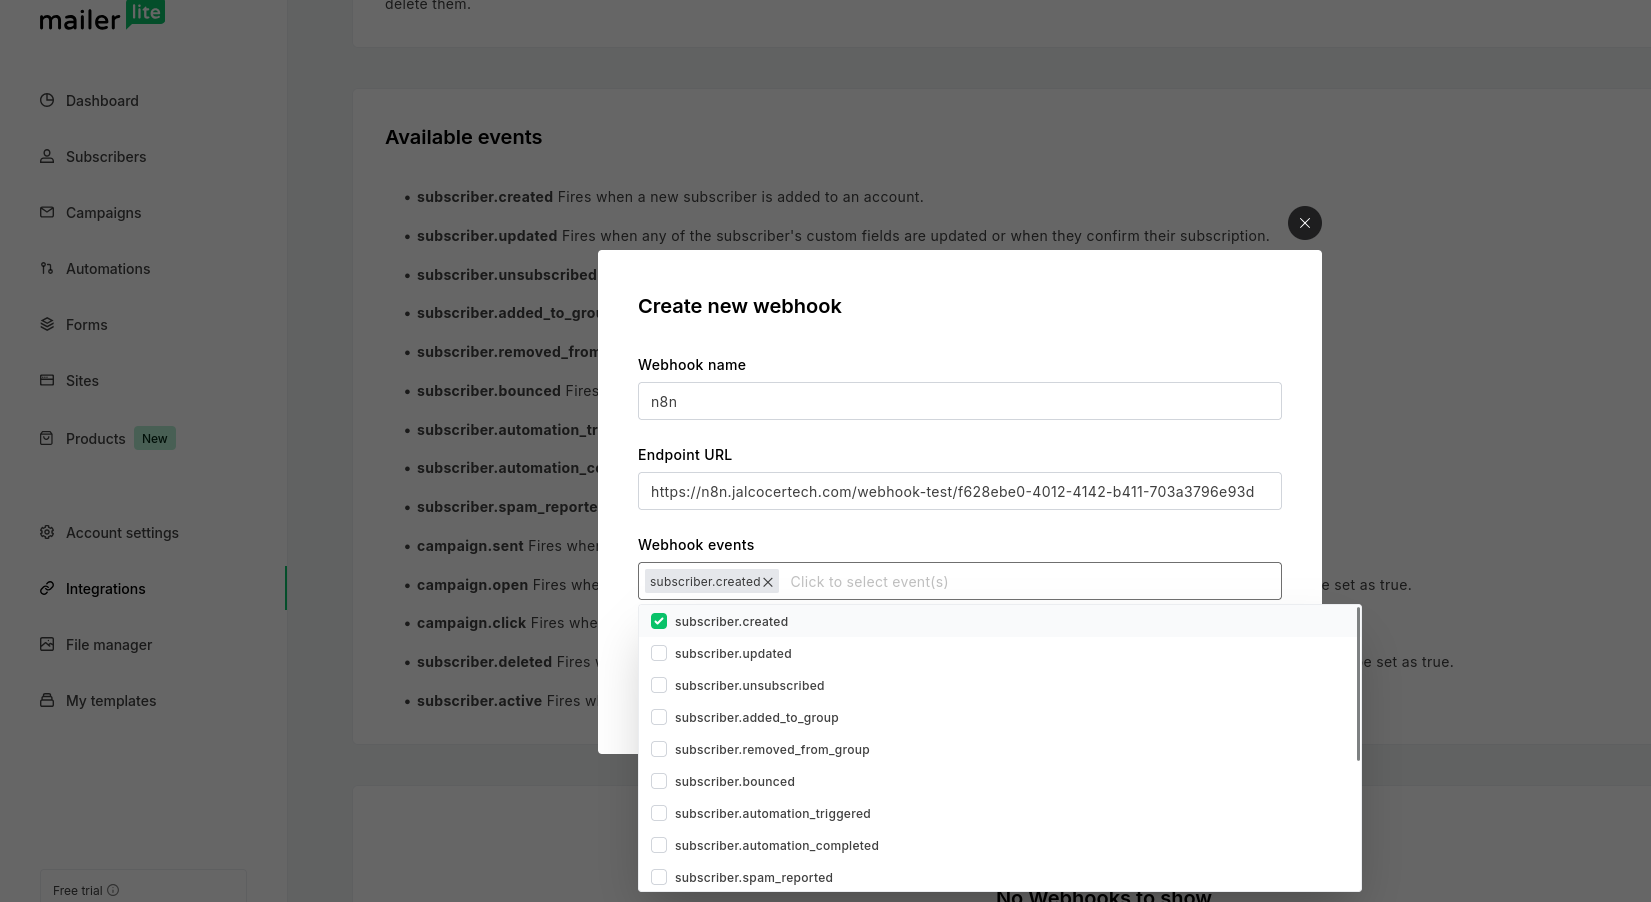 mailer lite
Dashboard
Subscribers
Campaigns
Automations
Forms
Sites
Products New
Account settings
Integrations
File manager
My templates
Free trial
delete them.
Available events
• subscriber.created Fires when a new subscriber is added to an account.
• subscriber.updated Fires when any of the subscriber's custom fields are updated or when they confirm their subscription.
• subscriber.unsubscribed
• subscriber.added_to_grou
• subscriber.removed_from
• subscriber.bounced Fires
• subscriber.automation_tr
• subscriber.automation_co
• subscriber.spam_reporte
• campaign.sent Fires when
• campaign.open Fires whe e set as true.
• campaign.click Fires whe
• subscriber.deleted Fires w e set as true.
• subscriber.active Fires w
Create new webhook
Webhook name
n8n
Endpoint URL
https://n8n.jalcocertech.com/webhook-test/f628ebe0-4012-4142-b411-703a3796e93d
Webhook events
subscriber.created Click to select event(s)
subscriber.created
subscriber.updated
subscriber.unsubscribed
subscriber.added_to_group
subscriber.removed_from_group
subscriber.bounced
subscriber.automation_triggered
subscriber.automation_completed
subscriber.spam_reported
No Webhooks to show